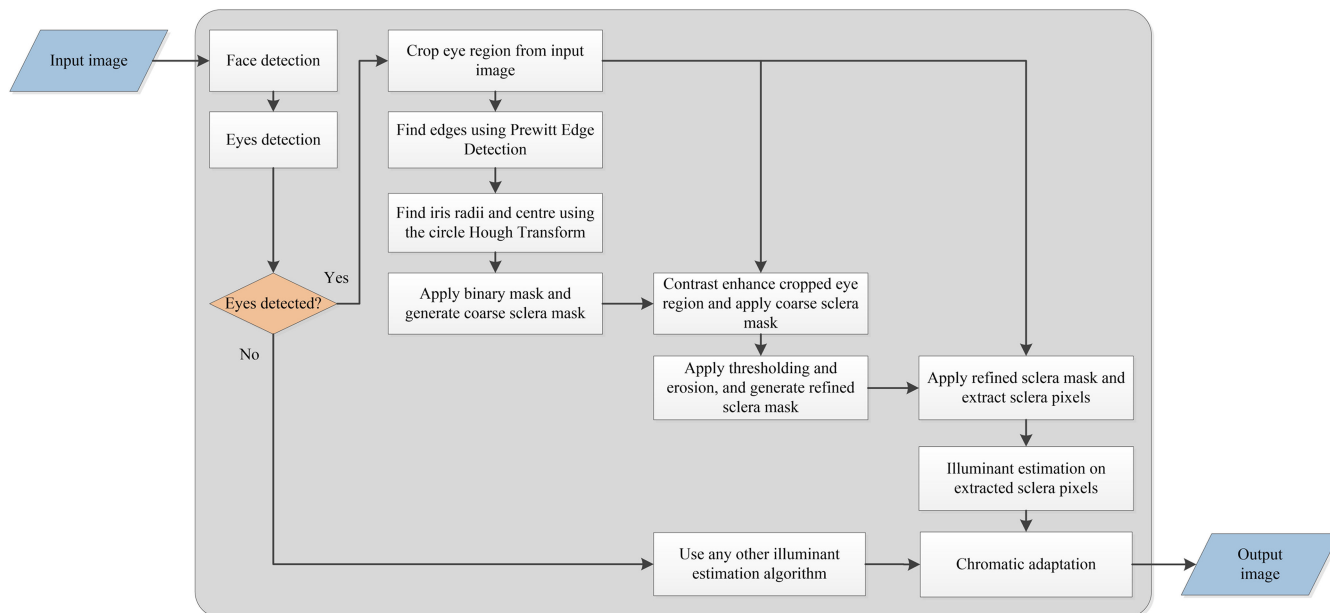 Input image
Face detection
Eyes detection
Eyes detected?
Yes
No
Crop eye region from input
image
Find edges using Prewitt Edge
Detection
Find iris radii and centre using
the circle Hough Transform
Apply binary mask and
generate coarse sclera mask
Contrast enhance cropped eye
region and apply coarse sclera
mask
Apply thresholding and
erosion, and generate refined
sclera mask
Apply refined sclera mask and
extract sclera pixels
Illuminant estimation on
extracted sclera pixels
Use any other illuminant
estimation algorithm
Chromatic adaptation
Output
image